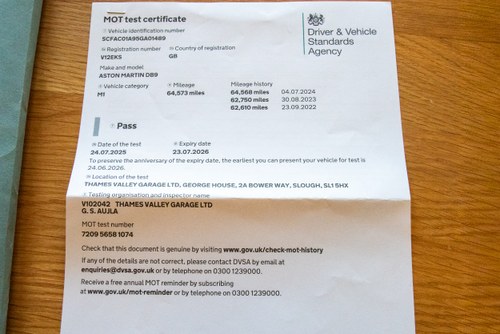 MOT test certificate
Driver & Vehicle
Standards
Agency
Vehicle identification number
SCFAC01A95GA01489
Registration number Country of registration
V12EKS GB
Make and model
ASTON MARTIN DB9
Vehicle category Mileage Mileage history
M1 64,573 miles 64,568 miles 04.07.2024
62,750 miles 30.08.2023
62,610 miles 23.09.2022
Pass
Date of the test Expiry date
24.07.2025 23.07.2026
To preserve the anniversary of the expiry date, the earliest you can present your vehicle for test is
24.06.2026.
Location of the test
THAMES VALLEY GARAGE LTD, GEORGE HOUSE, 2A BOWER WAY, SLOUGH, SL1 5HX
Testing organisation and inspector name
V102042 THAMES VALLEY GARAGE LTD
G. S. AUJLA
MOT test number
7209 5658 1074
Check that this document is genuine by visiting www.gov.uk/check-mot-history
If any of the details are not correct, please contact DVSA by email at
enquiries@dvsa.gov.uk or by telephone on 0300 1239000.
Receive a free annual MOT reminder by subscribing
at www.gov.uk/mot-reminder or by telephone on 0300 1239000.